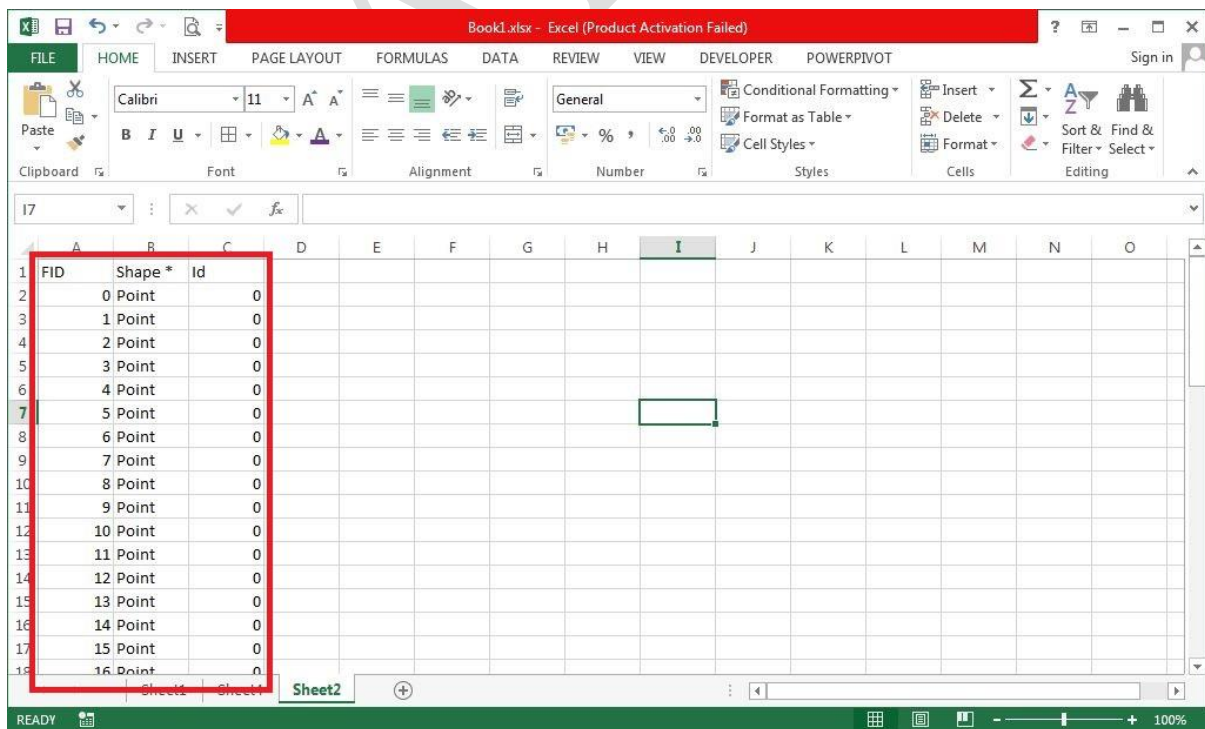 Book1.xlsx - Excel (Product Activation Failed)
FILE HOME INSERT PAGE LAYOUT FORMULAS DATA REVIEW VIEW DEVELOPER POWERPIVOT Sign in
Paste
Calibri 11
B I U
General
% ,
Conditional Formatting
Format as Table
Cell Styles
Insert
Delete
Format
Sort & Filter
Find & Select
Clipboard Font Alignment Number Styles Cells Editing
I7 fx
A B C D E F G H I J K L M N O
1 FID Shape * Id
2 0 Point 0
3 1 Point 0
4 2 Point 0
5 3 Point 0
6 4 Point 0
7 5 Point 0
8 6 Point 0
9 7 Point 0
10 8 Point 0
11 9 Point 0
12 10 Point 0
13 11 Point 0
14 12 Point 0
15 13 Point 0
16 14 Point 0
17 15 Point 0
18 16 Point 0
Sheet1 Sheet4 Sheet2
READY 100%